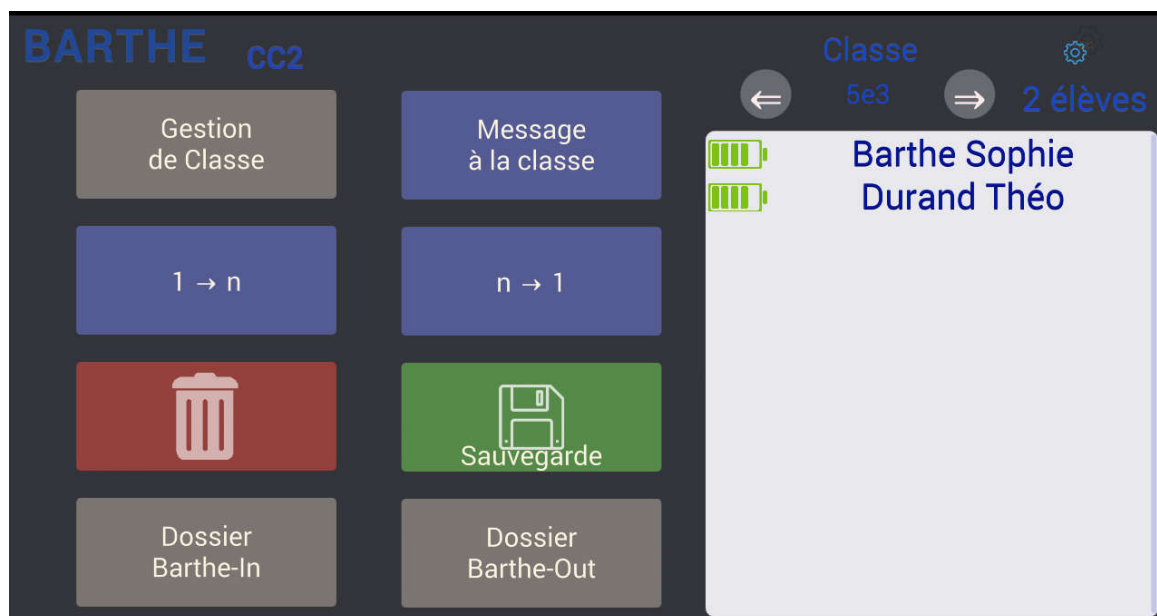 BARTHE CC2
Classe
⇐ 5e3 ⇒ 2 élèves
Gestion
de Classe
Message
à la classe
1 → n
n → 1
Sauvegarde
Dossier
Barthe-In
Dossier
Barthe-Out
Barthe Sophie
Durand Théo